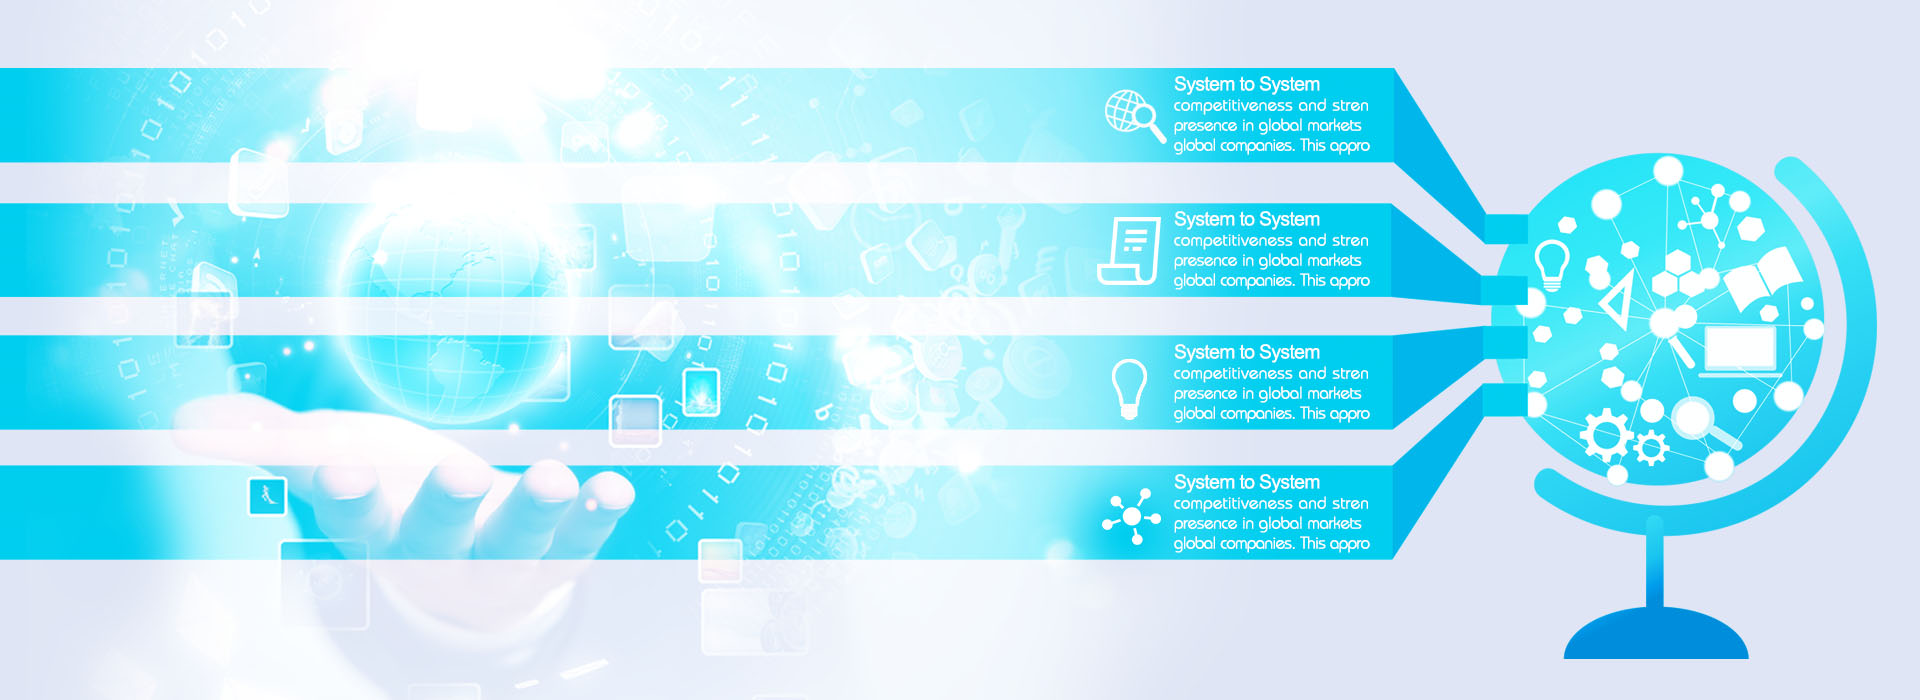 System to System
competitiveness and stren
presence in global markets
global companies. This appro
System to System
competitiveness and stren
presence in global markets
global companies. This appro
System to System
competitiveness and stren
presence in global markets
global companies. This appro
System to System
competitiveness and stren
presence in global markets
global companies. This appro